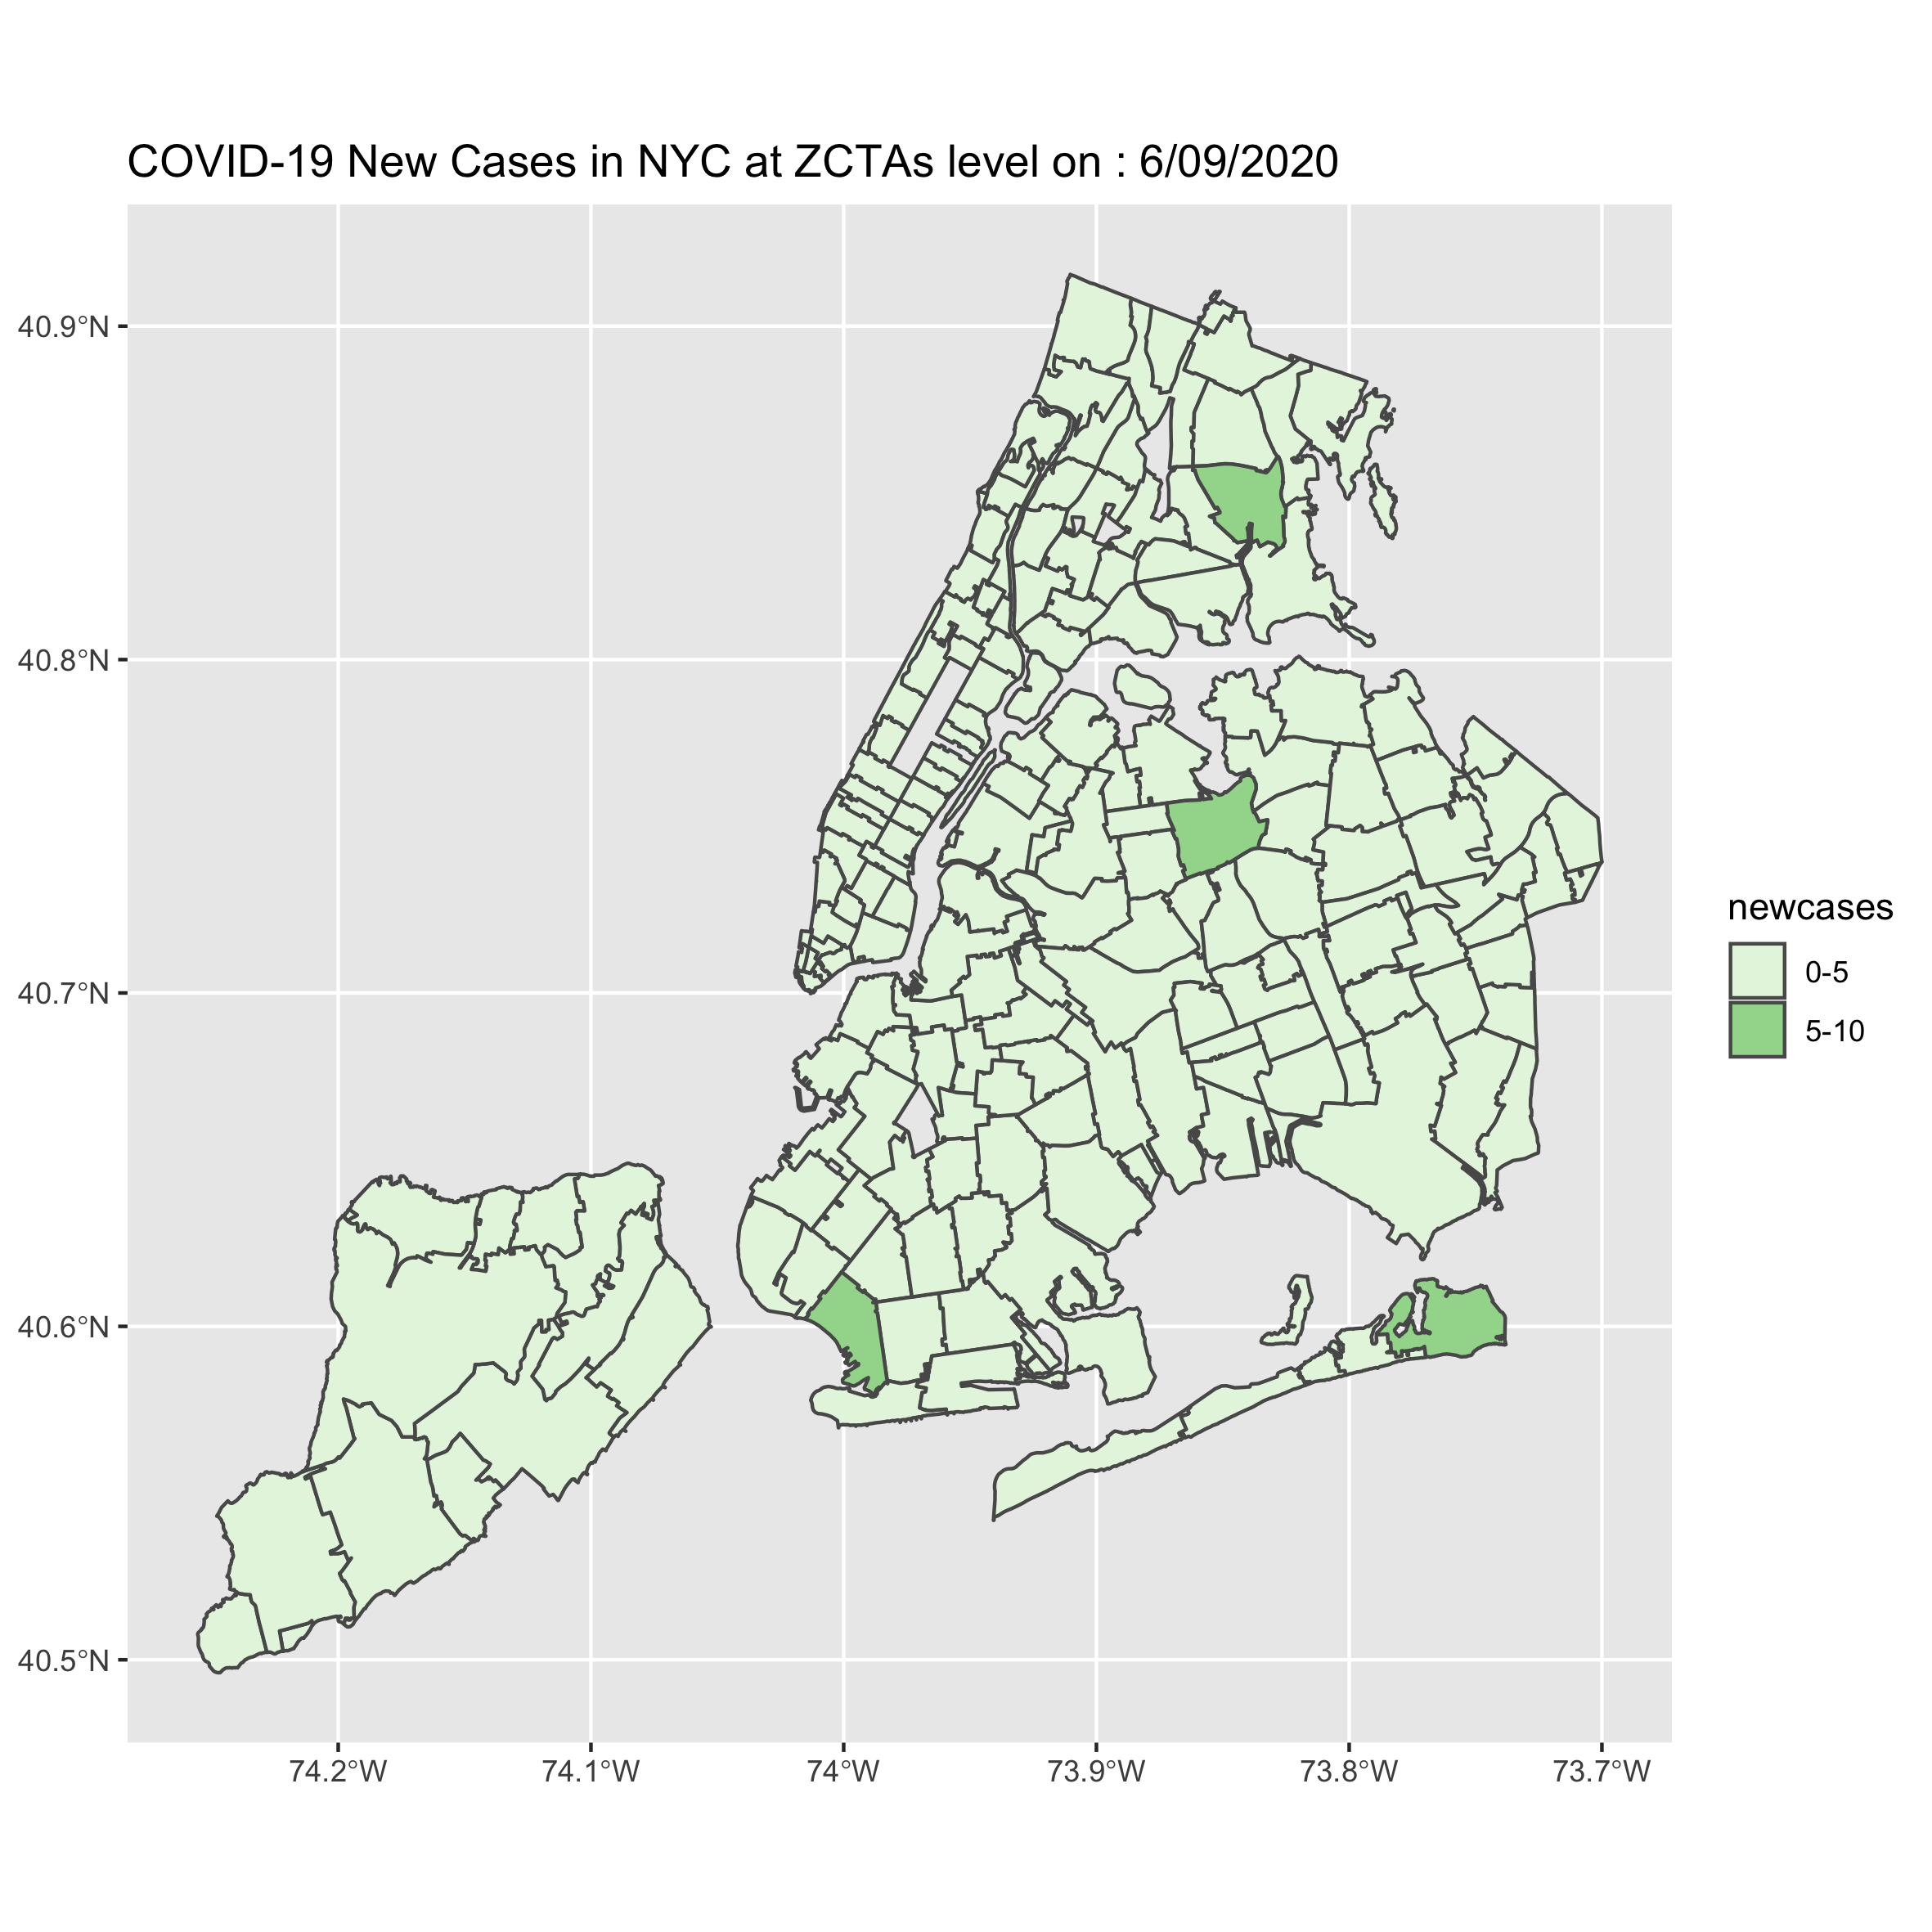 COVID-19 New Cases in NYC at ZCTAs level on : 6/09/2020
40.9°N
40.8°N
40.7°N
40.6°N
40.5°N
74.2°W
74.1°W
74°W
73.9°W
73.8°W
73.7°W
newcases
0-5
5-10